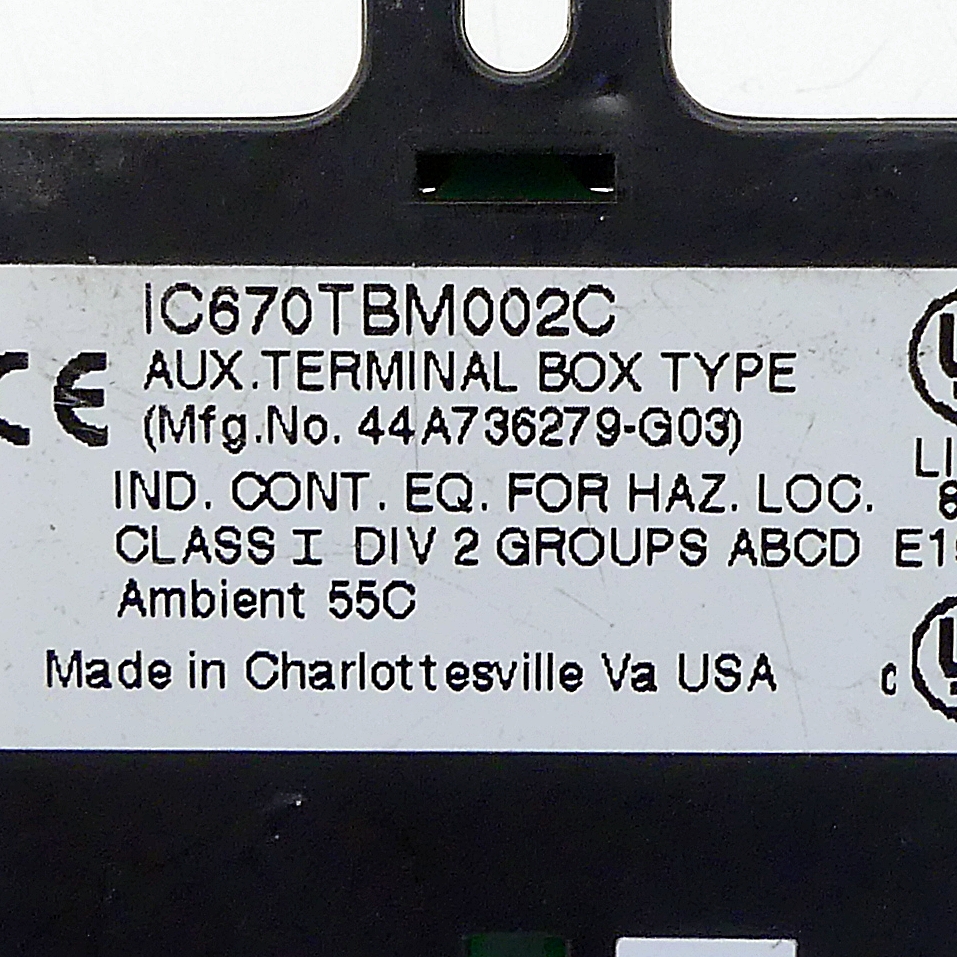 IC670TBM002C
CE AUX.TERMINAL BOX TYPE
(Mfg.No. 44A736279-G03)
IND. CONT. EQ. FOR HAZ. LOC.
CLASS I DIV 2 GROUPS ABCD
Ambient 55C
Made in Charlottesville Va USA
C